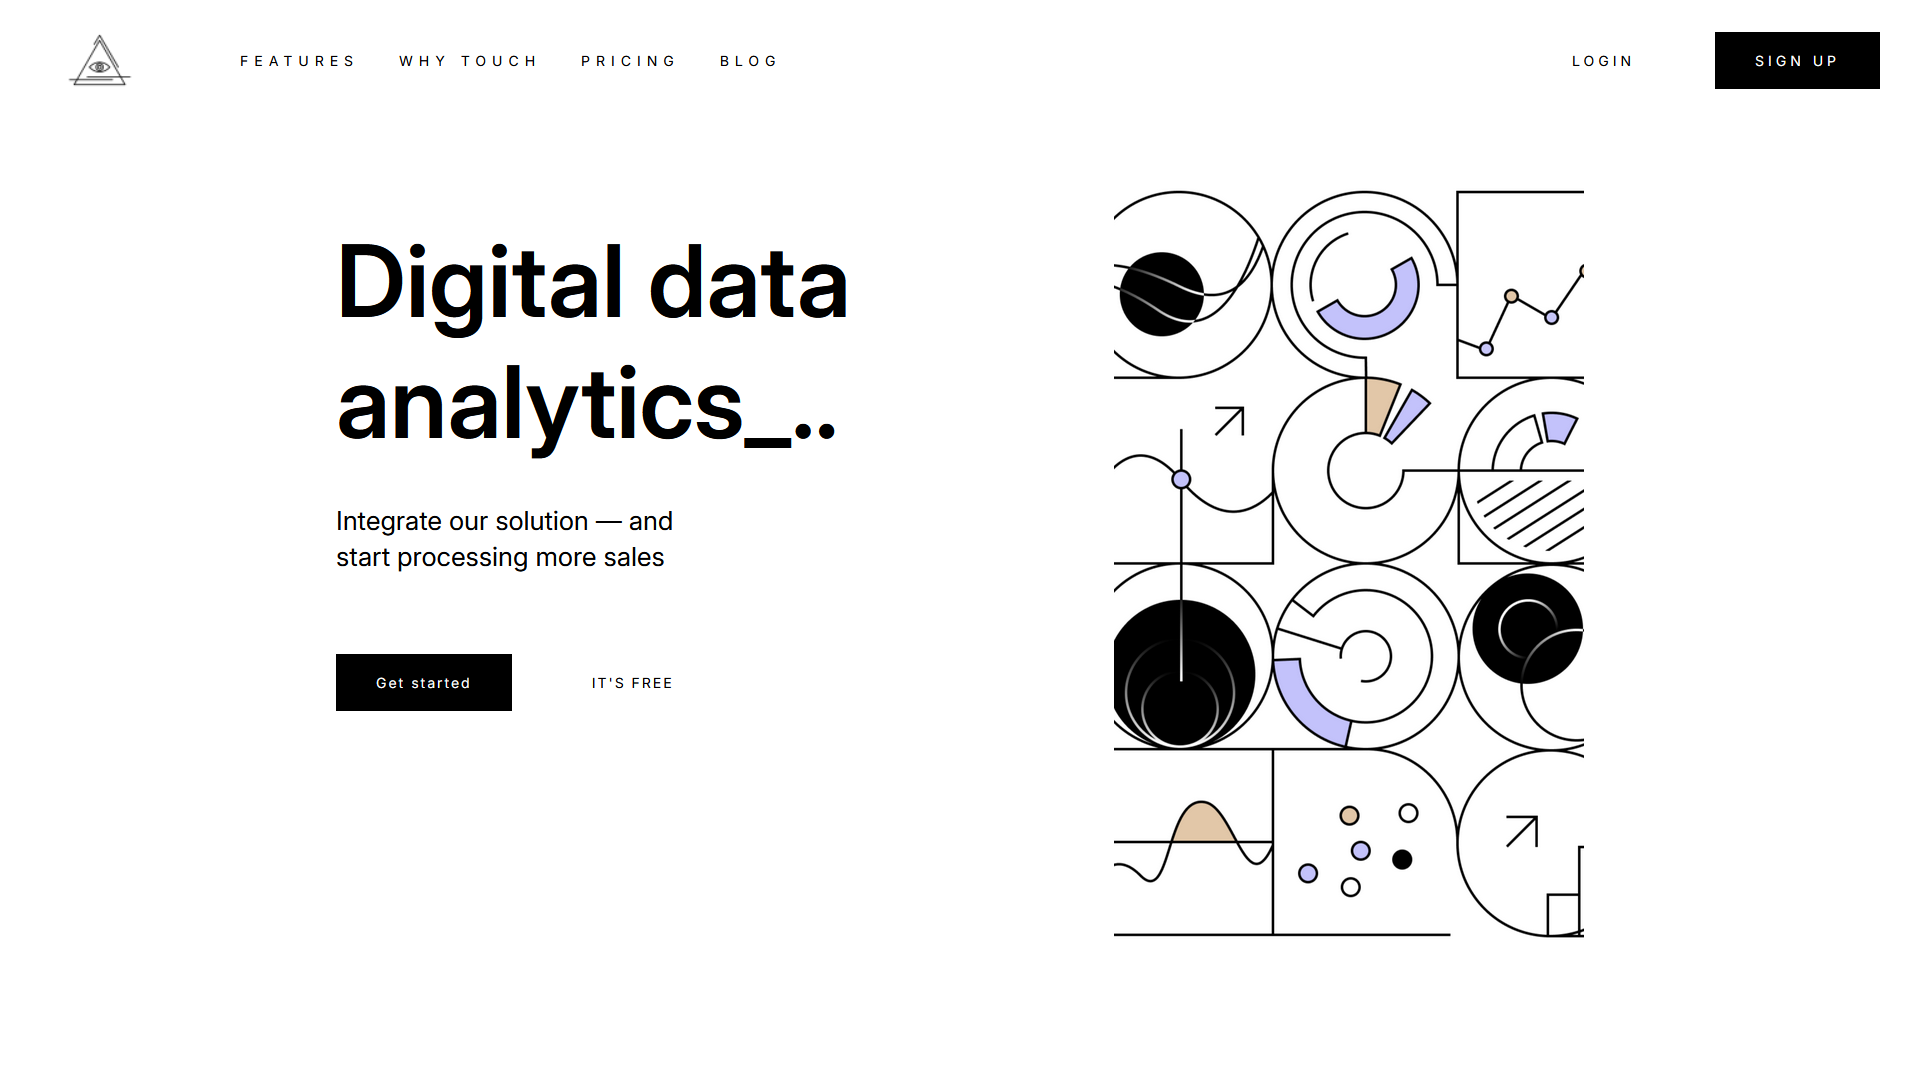 FEATURES WHY TOUCH PRICING BLOG LOGIN SIGN UP
Digital data
analytics_..
Integrate our solution — and
start processing more sales
Get started IT'S FREE